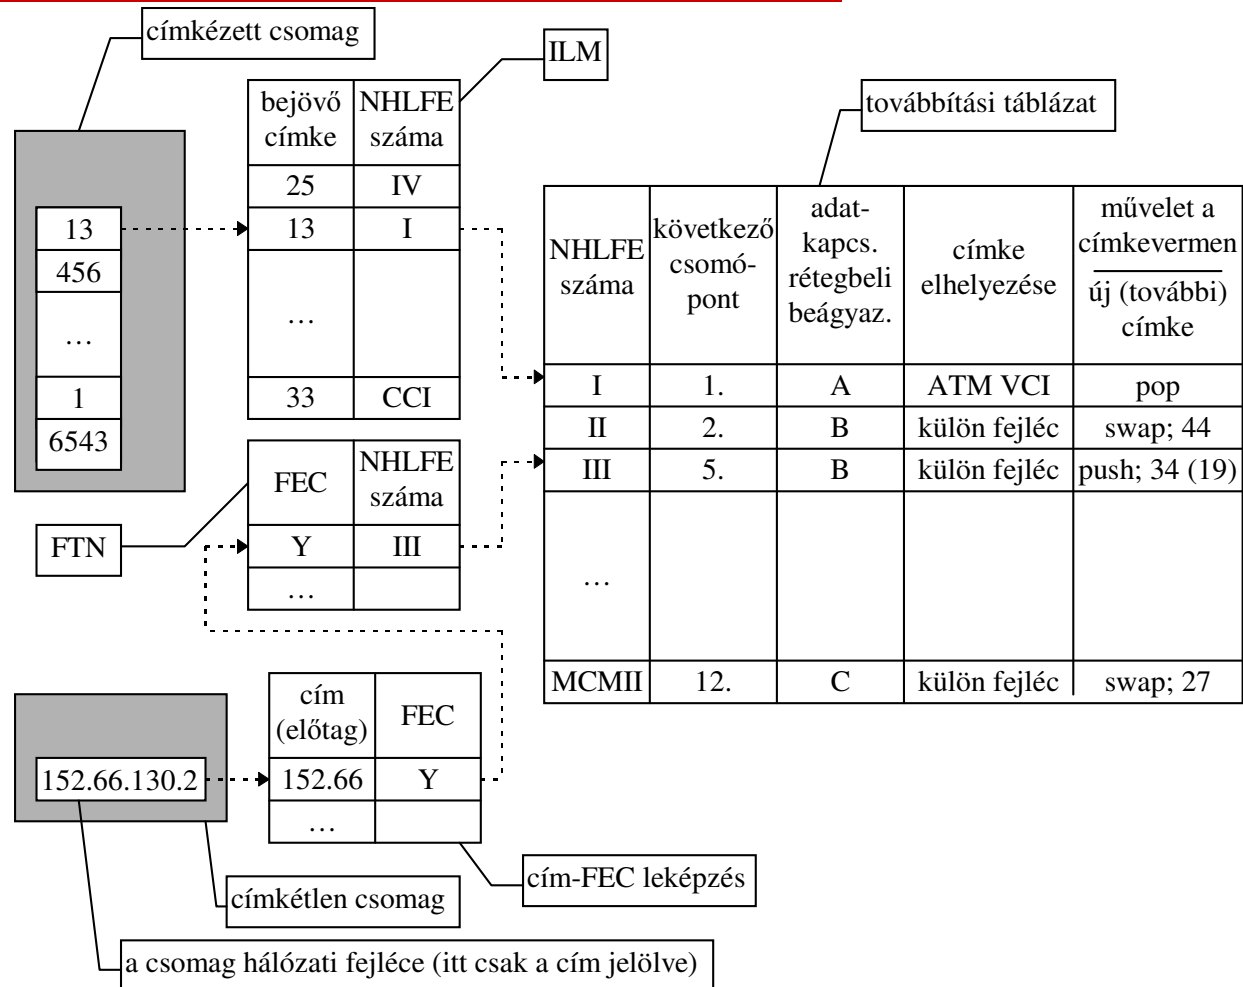 címkézett csomag
ILM
bejövő címke
NHLFE száma
25 IV
13 I
…
33 CCI
továbbítási táblázat
13
456
…
1
6543
NHLFE száma
következő csomó-pont
adat-kapcs. rétegbeli beágyaz.
címke elhelyezése
művelet a címkevermen
új (további) címke
I 1. A ATM VCI pop
II 2. B külön fejléc swap; 44
III 5. B külön fejléc push; 34 (19)
…
MCMII 12. C külön fejléc swap; 27
FTN
FEC
NHLFE száma
Y III
…
cím (előtag)
FEC
152.66 Y
…
152.66.130.2
cím-FEC leképzés
címkétlen csomag
a csomag hálózati fejléce (itt csak a cím jelölve)